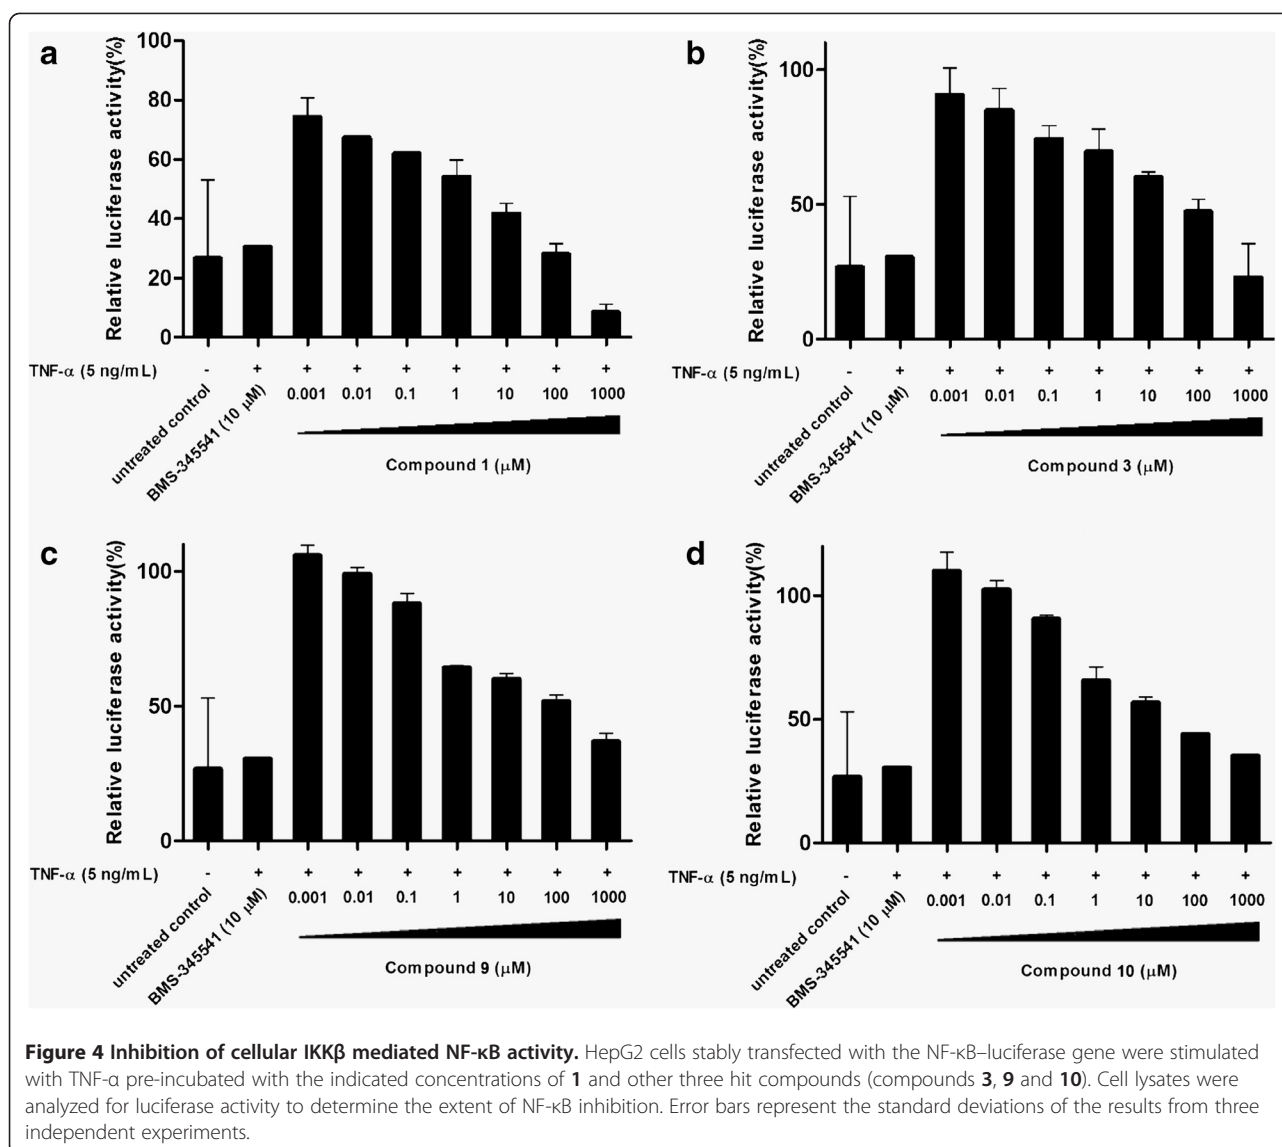 a
Relative luciferase activity(%)
100
80
60
40
20
0
TNF-α (5 ng/mL) - + + + + + + + +
untreated control
BMS-345541 (10 μM)
0.001 0.01 0.1 1 10 100 1000
Compound 1 (μM)
b
Relative luciferase activity(%)
100
50
0
TNF-α (5 ng/mL) - + + + + + + + +
untreated control
BMS-345541 (10 μM)
0.001 0.01 0.1 1 10 100 1000
Compound 3 (μM)
c
Relative luciferase activity(%)
100
50
0
TNF-α (5 ng/mL) - + + + + + + + +
untreated control
BMS-345541 (10 μM)
0.001 0.01 0.1 1 10 100 1000
Compound 9 (μM)
d
Relative luciferase activity(%)
100
50
0
TNF-α (5 ng/mL) - + + + + + + + +
untreated control
BMS-345541 (10 μM)
0.001 0.01 0.1 1 10 100 1000
Compound 10 (μM)
Figure 4 Inhibition of cellular IKKβ mediated NF-κB activity. HepG2 cells stably transfected with the NF-κB–luciferase gene were stimulated
with TNF-α pre-incubated with the indicated concentrations of 1 and other three hit compounds (compounds 3, 9 and 10). Cell lysates were
analyzed for luciferase activity to determine the extent of NF-κB inhibition. Error bars represent the standard deviations of the results from three
independent experiments.